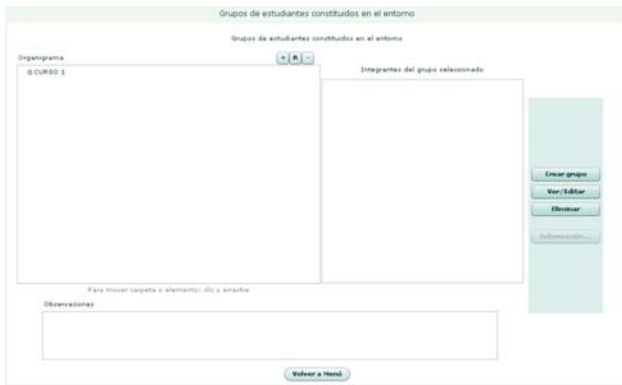 Grupos de estudiantes constituidos en el entorno
Grupos de estudiantes constituidos en el entorno
Organigrama
+ R -
Integrantes del grupo seleccionado
CURSO 1
Crear grupo
Ver/Editar
Eliminar
Información...
Para mover carpeta o elemento: clic y arrastre
Observaciones
Volver a Menú